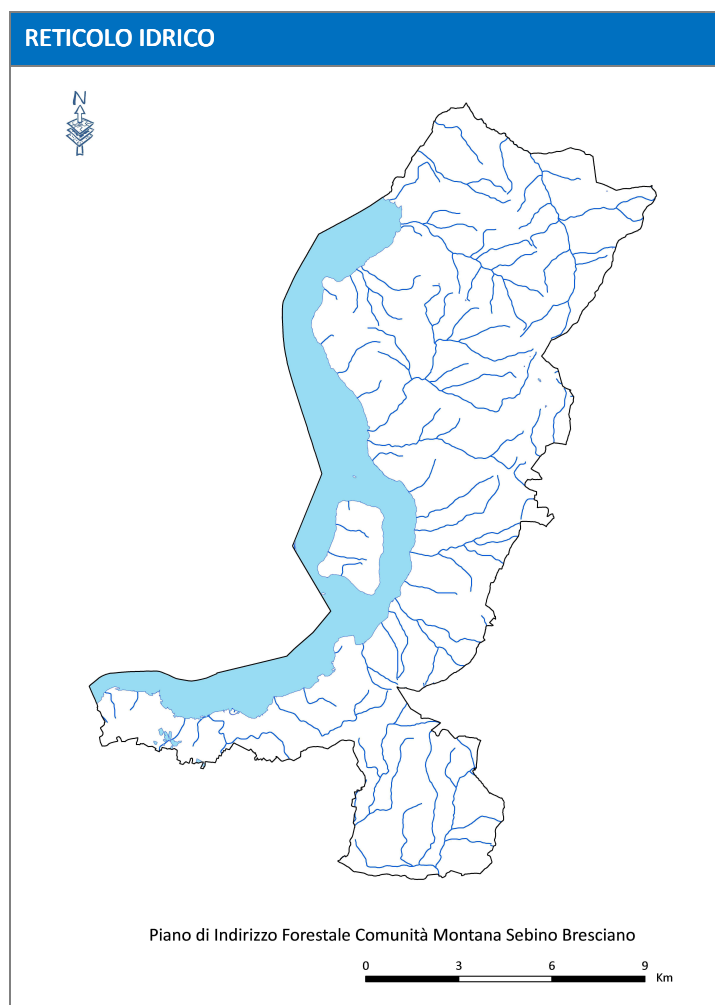 RETICOLO IDRICO
N
Piano di Indirizzo Forestale Comunità Montana Sebino Bresciano
0 3 6 9
Km